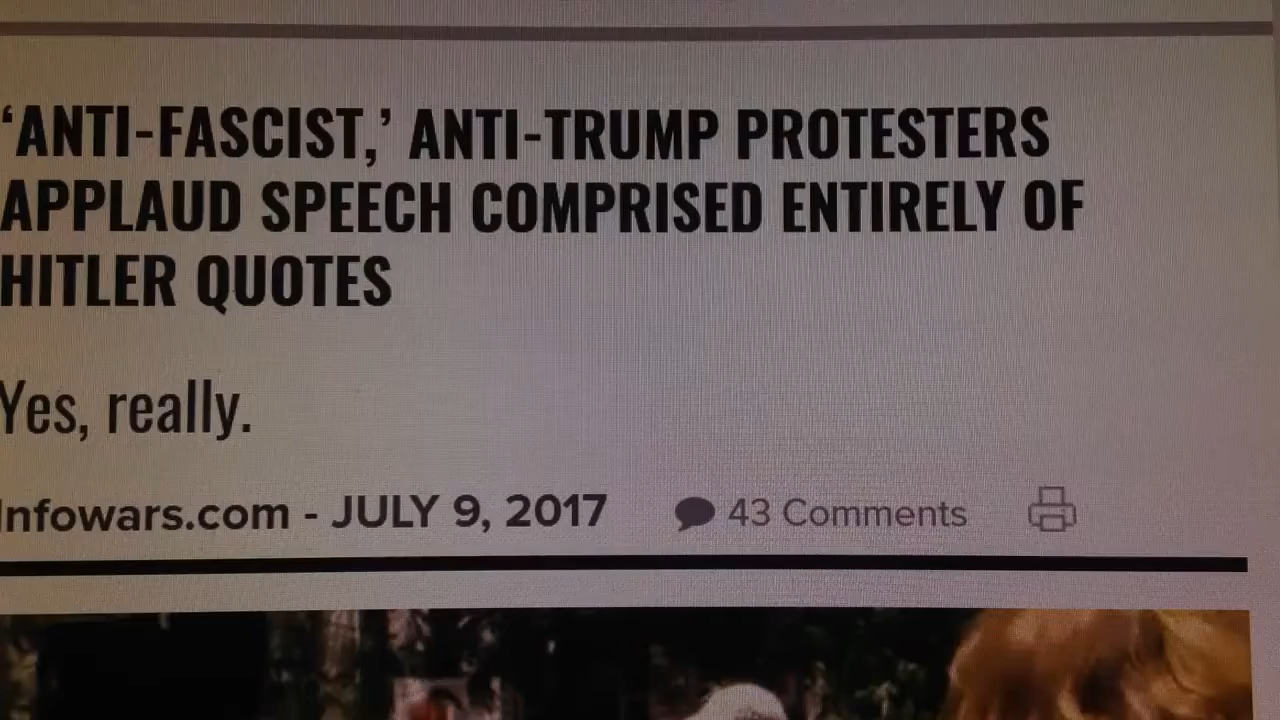 ‘ANTI-FASCIST,’ ANTI-TRUMP PROTESTERS
APPLAUD SPEECH COMPRISED ENTIRELY OF
HITLER QUOTES
Yes, really.
Infowars.com - JULY 9, 2017 43 Comments